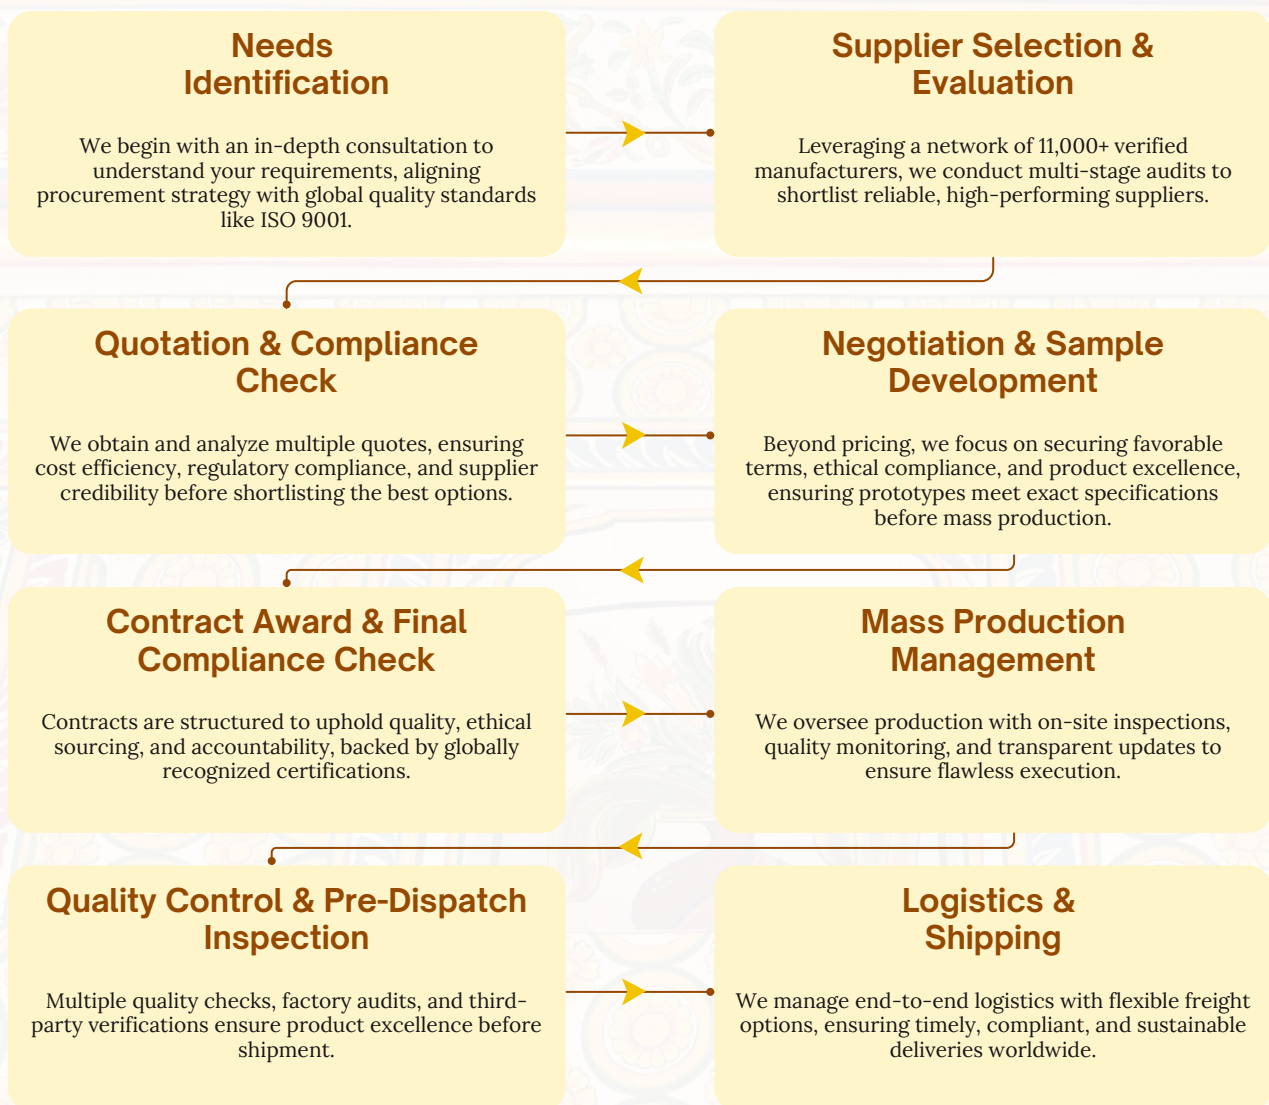 Needs
Identification
We begin with an in-depth consultation to
understand your requirements, aligning
procurement strategy with global quality standards
like ISO 9001.
Supplier Selection &
Evaluation
Leveraging a network of 11,000+ verified
manufacturers, we conduct multi-stage audits to
shortlist reliable, high-performing suppliers.
Quotation & Compliance
Check
We obtain and analyze multiple quotes, ensuring
cost efficiency, regulatory compliance, and supplier
credibility before shortlisting the best options.
Negotiation & Sample
Development
Beyond pricing, we focus on securing favorable
terms, ethical compliance, and product excellence,
ensuring prototypes meet exact specifications
before mass production.
Contract Award & Final
Compliance Check
Contracts are structured to uphold quality, ethical
sourcing, and accountability, backed by globally
recognized certifications.
Mass Production
Management
We oversee production with on-site inspections,
quality monitoring, and transparent updates to
ensure flawless execution.
Quality Control & Pre-Dispatch
Inspection
Multiple quality checks, factory audits, and third-
party verifications ensure product excellence before
shipment.
Logistics &
Shipping
We manage end-to-end logistics with flexible freight
options, ensuring timely, compliant, and sustainable
deliveries worldwide.